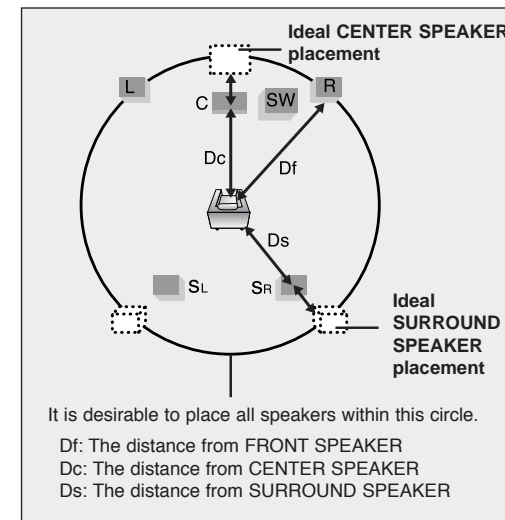 Ideal CENTER SPEAKER
placement
L
R
C
SW
Dc
Df
Ds
SL
SR
Ideal
SURROUND
SPEAKER
placement
It is desirable to place all speakers within this circle.
Df: The distance from FRONT SPEAKER
Dc: The distance from CENTER SPEAKER
Ds: The distance from SURROUND SPEAKER